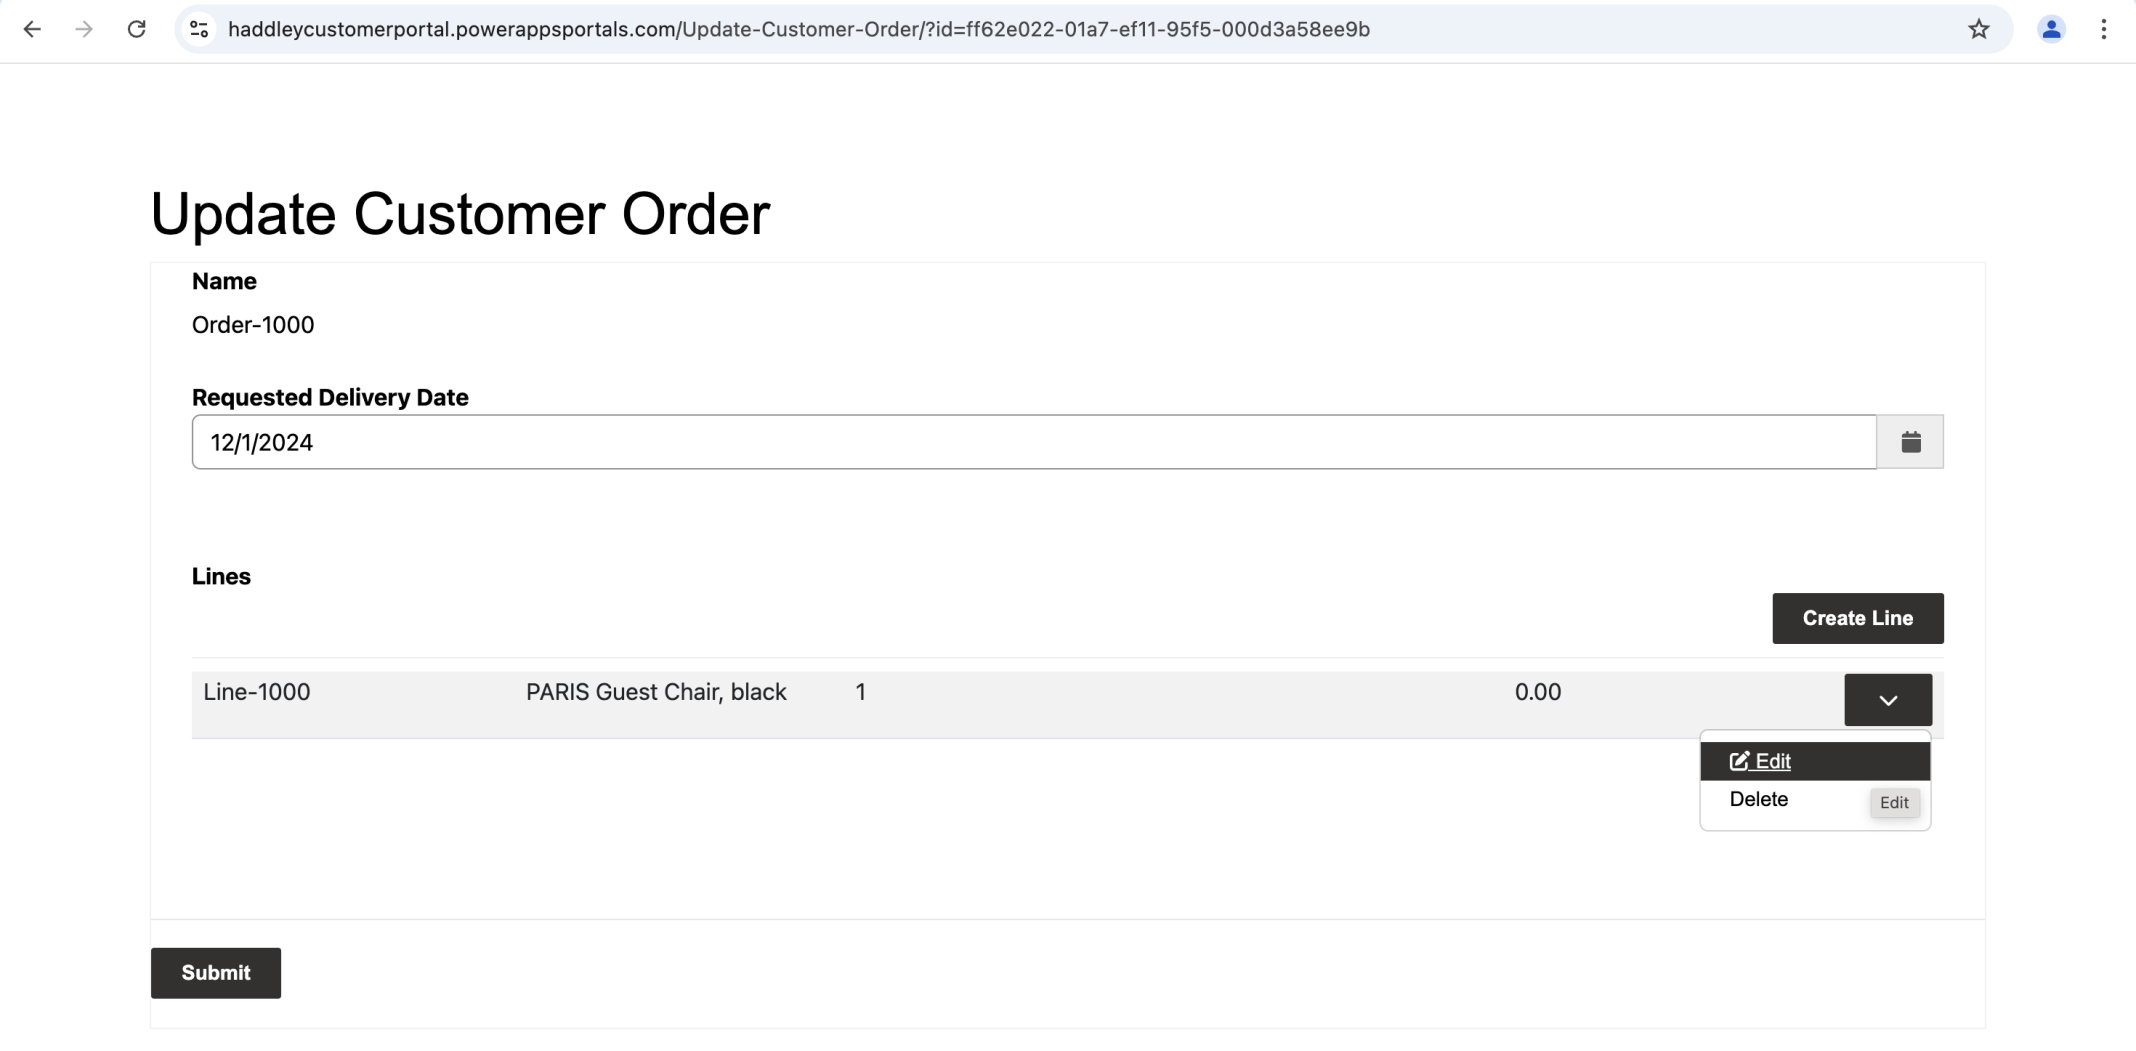 haddleycustomerportal.powerappsportals.com/Update-Customer-Order/?id=ff62e022-01a7-ef11-95f5-000d3a58ee9b
Update Customer Order
Name
Order-1000
Requested Delivery Date
12/1/2024
Lines
Create Line
Line-1000 PARIS Guest Chair, black 1 0.00
Edit
Delete Edit
Submit